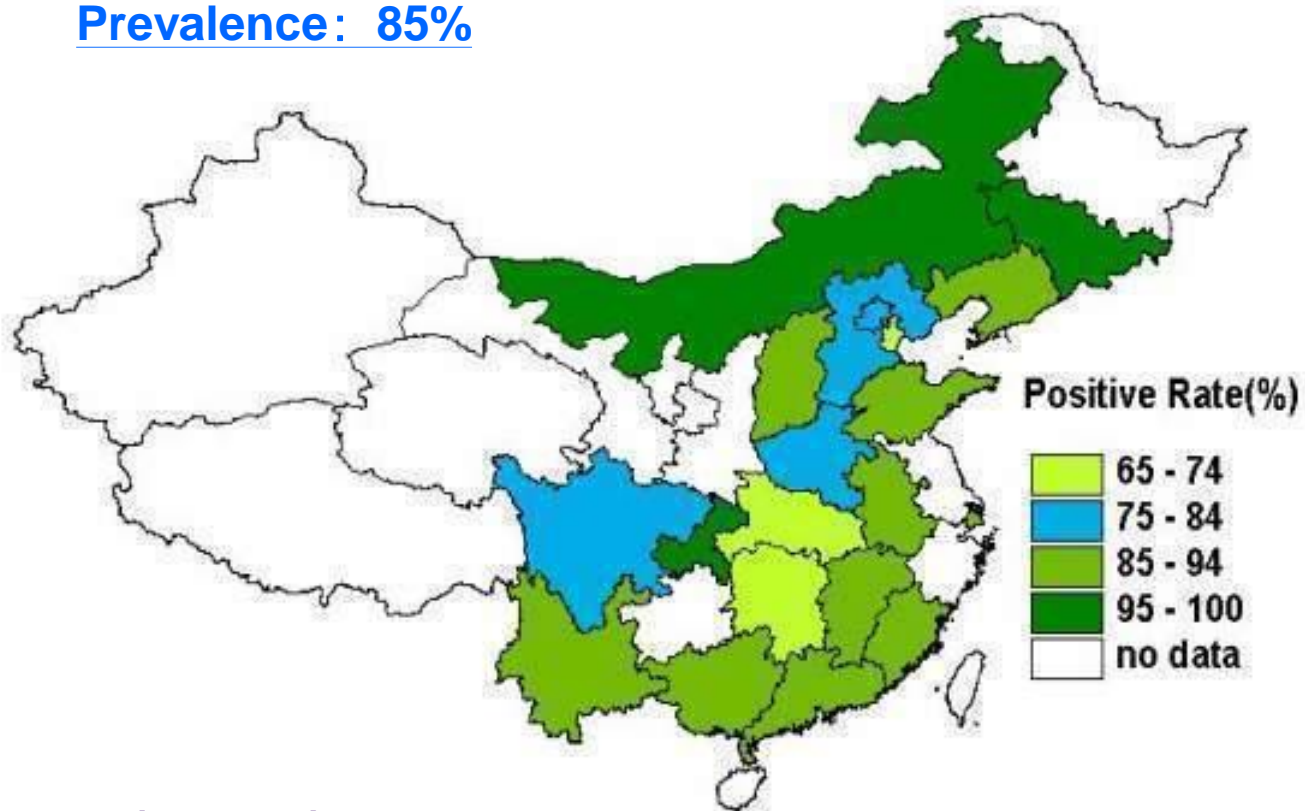 Prevalence： 85%
Positive Rate(%)
65 - 74
75 - 84
85 - 94
95 - 100
no data